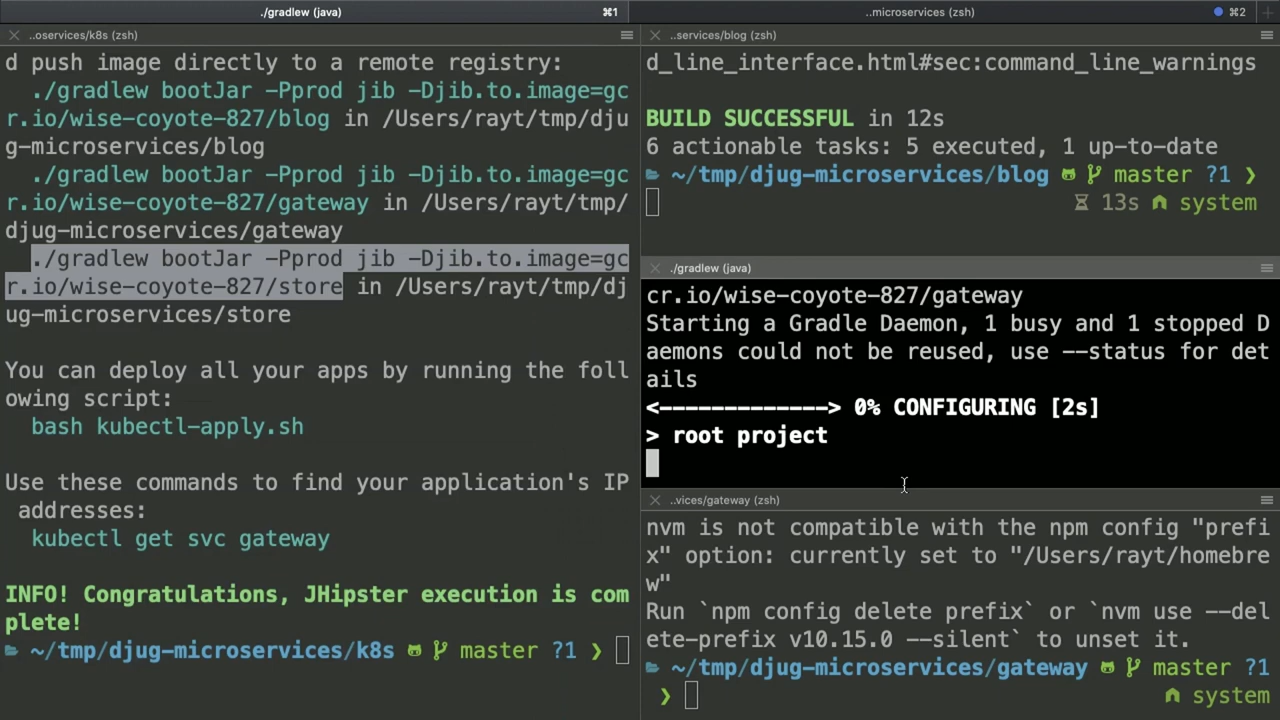 ./gradlew (java) ⌘1
..microservices (zsh) ⌘2
..oservices/k8s (zsh)
d push image directly to a remote registry:
./gradlew bootJar -Pprod jib -Djib.to.image=gc
r.io/wise-coyote-827/blog in /Users/rayt/tmp/dju
g-microservices/blog
./gradlew bootJar -Pprod jib -Djib.to.image=gc
r.io/wise-coyote-827/gateway in /Users/rayt/tmp/
djug-microservices/gateway
./gradlew bootJar -Pprod jib -Djib.to.image=gc
r.io/wise-coyote-827/store in /Users/rayt/tmp/dj
ug-microservices/store
You can deploy all your apps by running the foll
owing script:
bash kubectl-apply.sh
Use these commands to find your application's IP
addresses:
kubectl get svc gateway
INFO! Congratulations, JHipster execution is com
plete!
~/tmp/djug-microservices/k8s master ?1 ❯
..services/blog (zsh)
d_line_interface.html#sec:command_line_warnings
BUILD SUCCESSFUL in 12s
6 actionable tasks: 5 executed, 1 up-to-date
~/tmp/djug-microservices/blog master ?1 ❯
13s system
./gradlew (java)
cr.io/wise-coyote-827/gateway
Starting a Gradle Daemon, 1 busy and 1 stopped D
aemons could not be reused, use --status for det
ails
<-------------> 0% CONFIGURING [2s]
> root project
..vices/gateway (zsh)
nvm is not compatible with the npm config "prefi
x" option: currently set to "/Users/rayt/homebre
w"
Run `npm config delete prefix` or `nvm use --del
ete-prefix v10.15.0 --silent` to unset it.
~/tmp/djug-microservices/gateway master ?1
❯ system